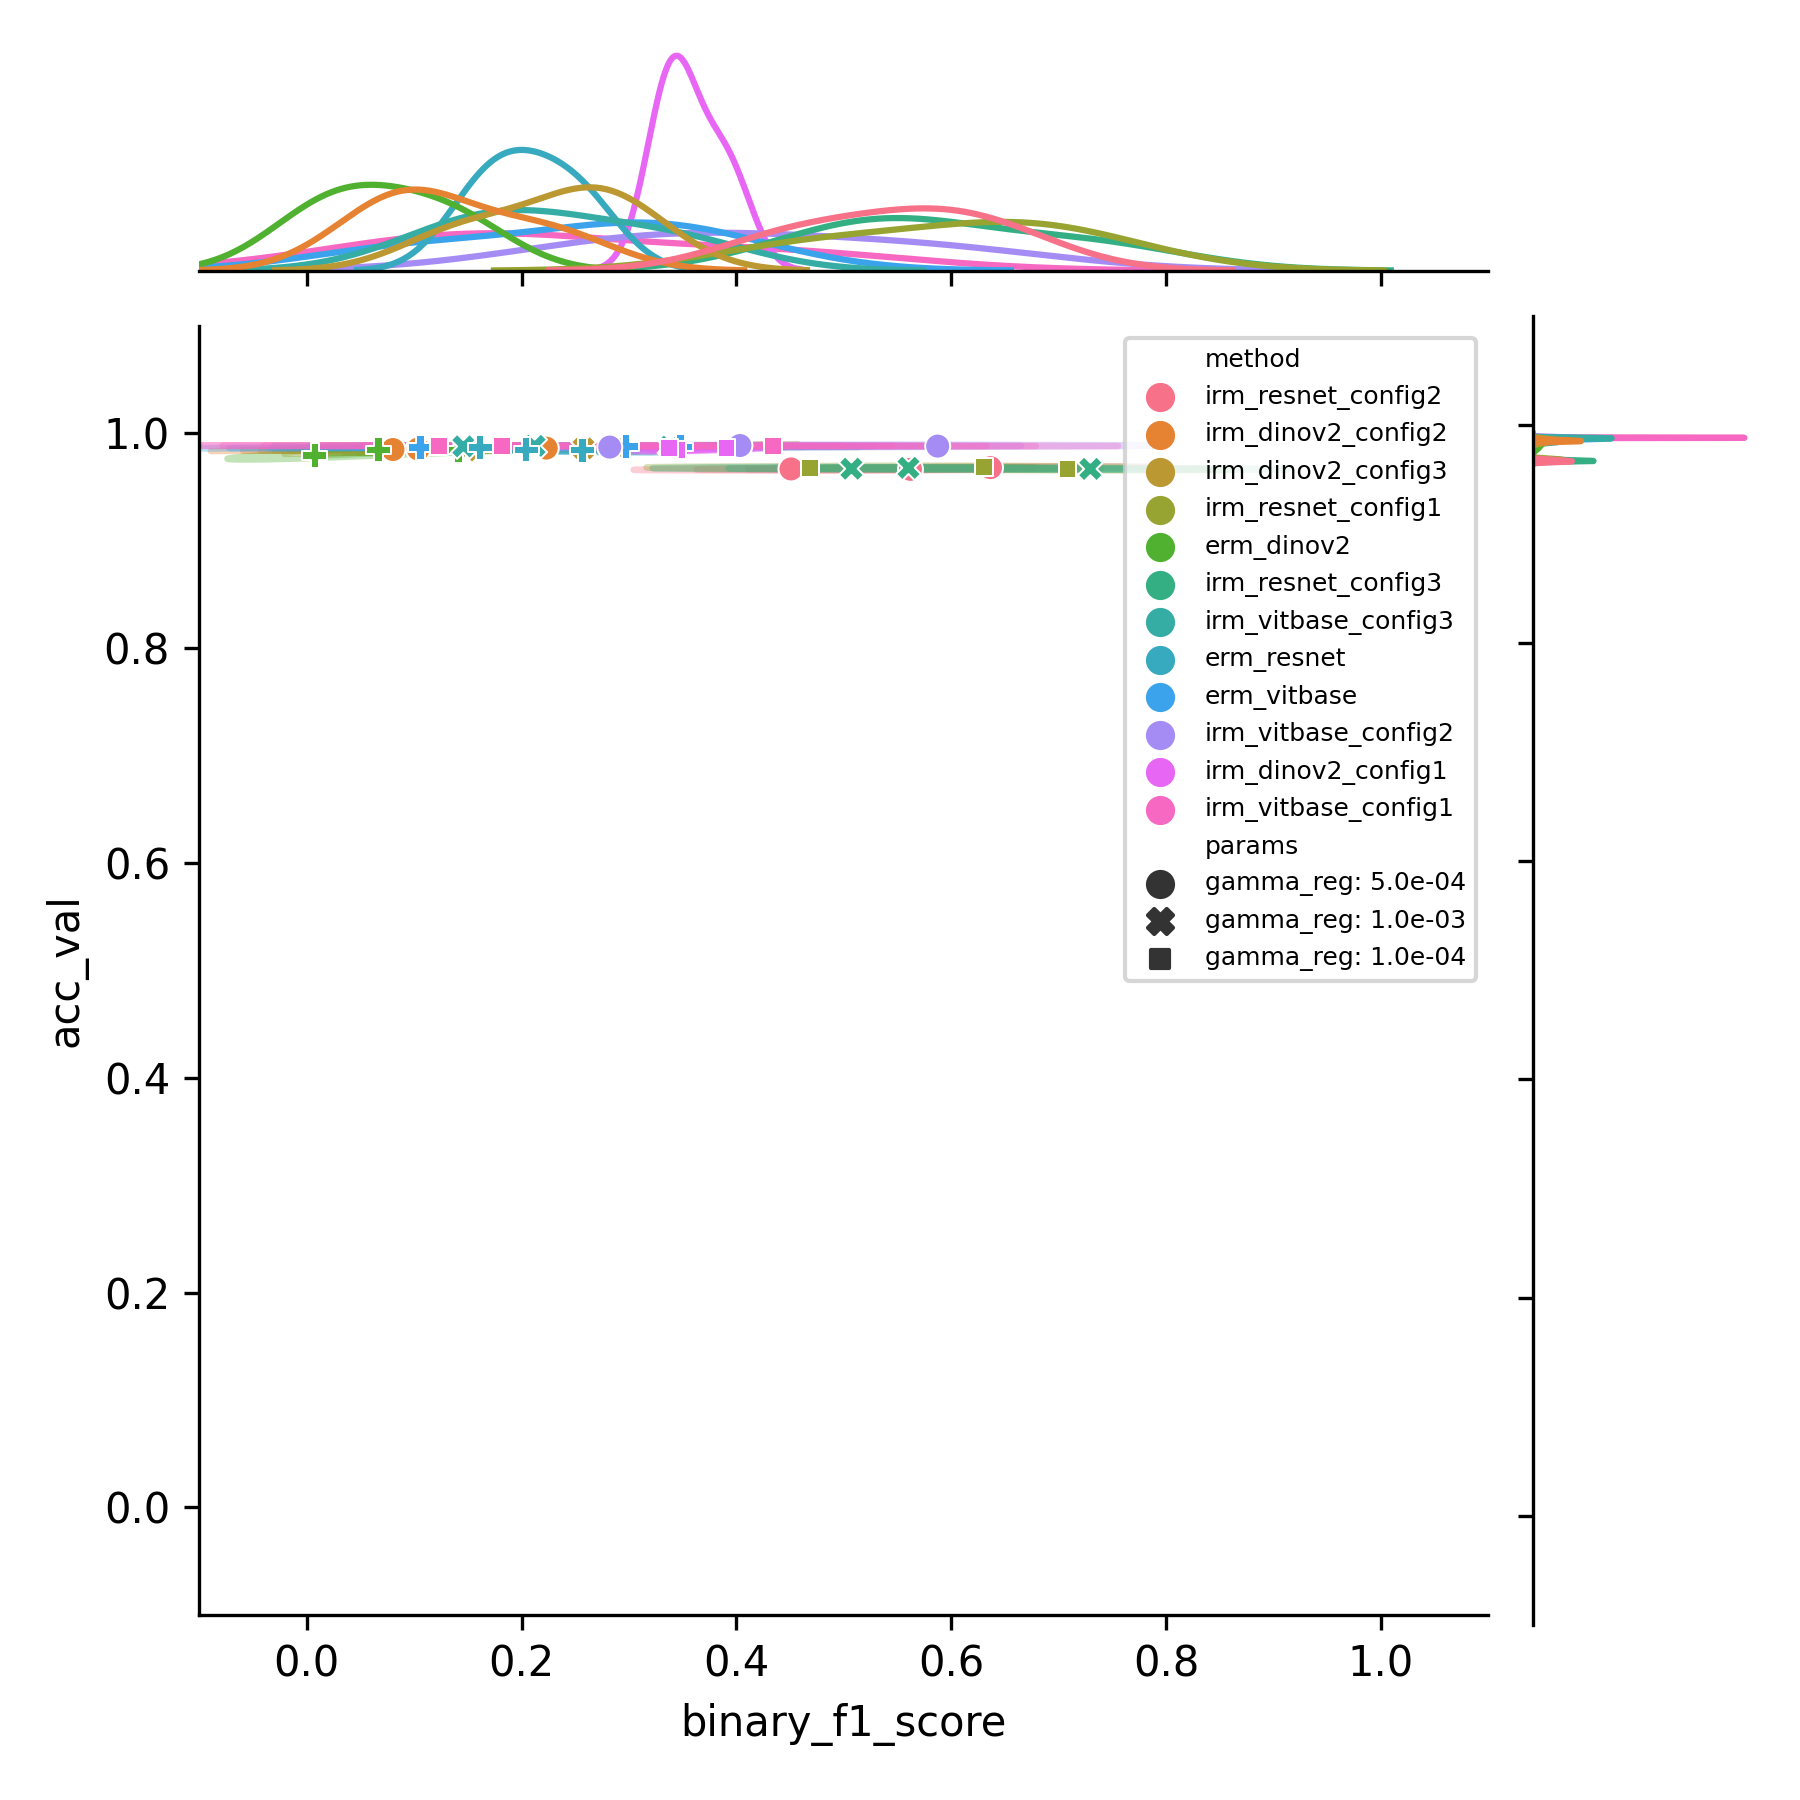 method
irm_resnet_config2
irm_dinov2_config2
irm_dinov2_config3
irm_resnet_config1
erm_dinov2
irm_resnet_config3
irm_vitbase_config3
erm_resnet
erm_vitbase
irm_vitbase_config2
irm_dinov2_config1
irm_vitbase_config1
params
gamma_reg: 5.0e-04
gamma_reg: 1.0e-03
gamma_reg: 1.0e-04
1.0
0.8
0.6
0.4
0.2
0.0
acc_val
0.0 0.2 0.4 0.6 0.8 1.0
binary_f1_score